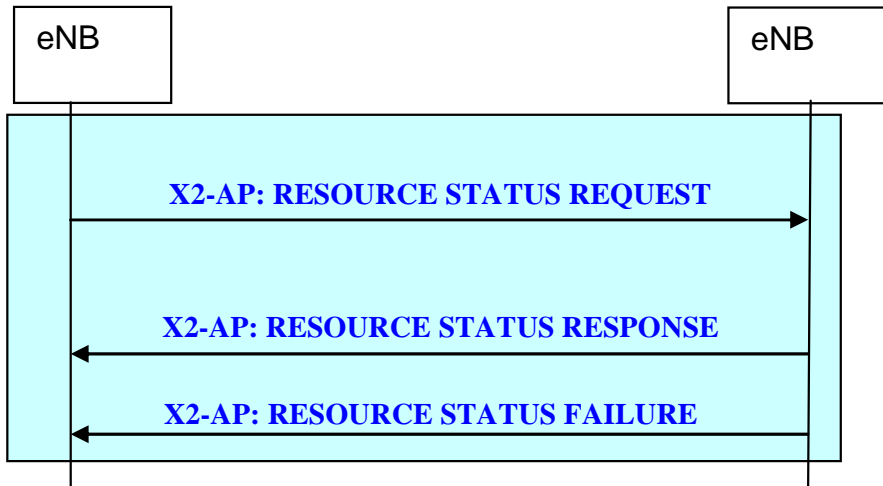 eNB
eNB
X2-AP: RESOURCE STATUS REQUEST
X2-AP: RESOURCE STATUS RESPONSE
X2-AP: RESOURCE STATUS FAILURE